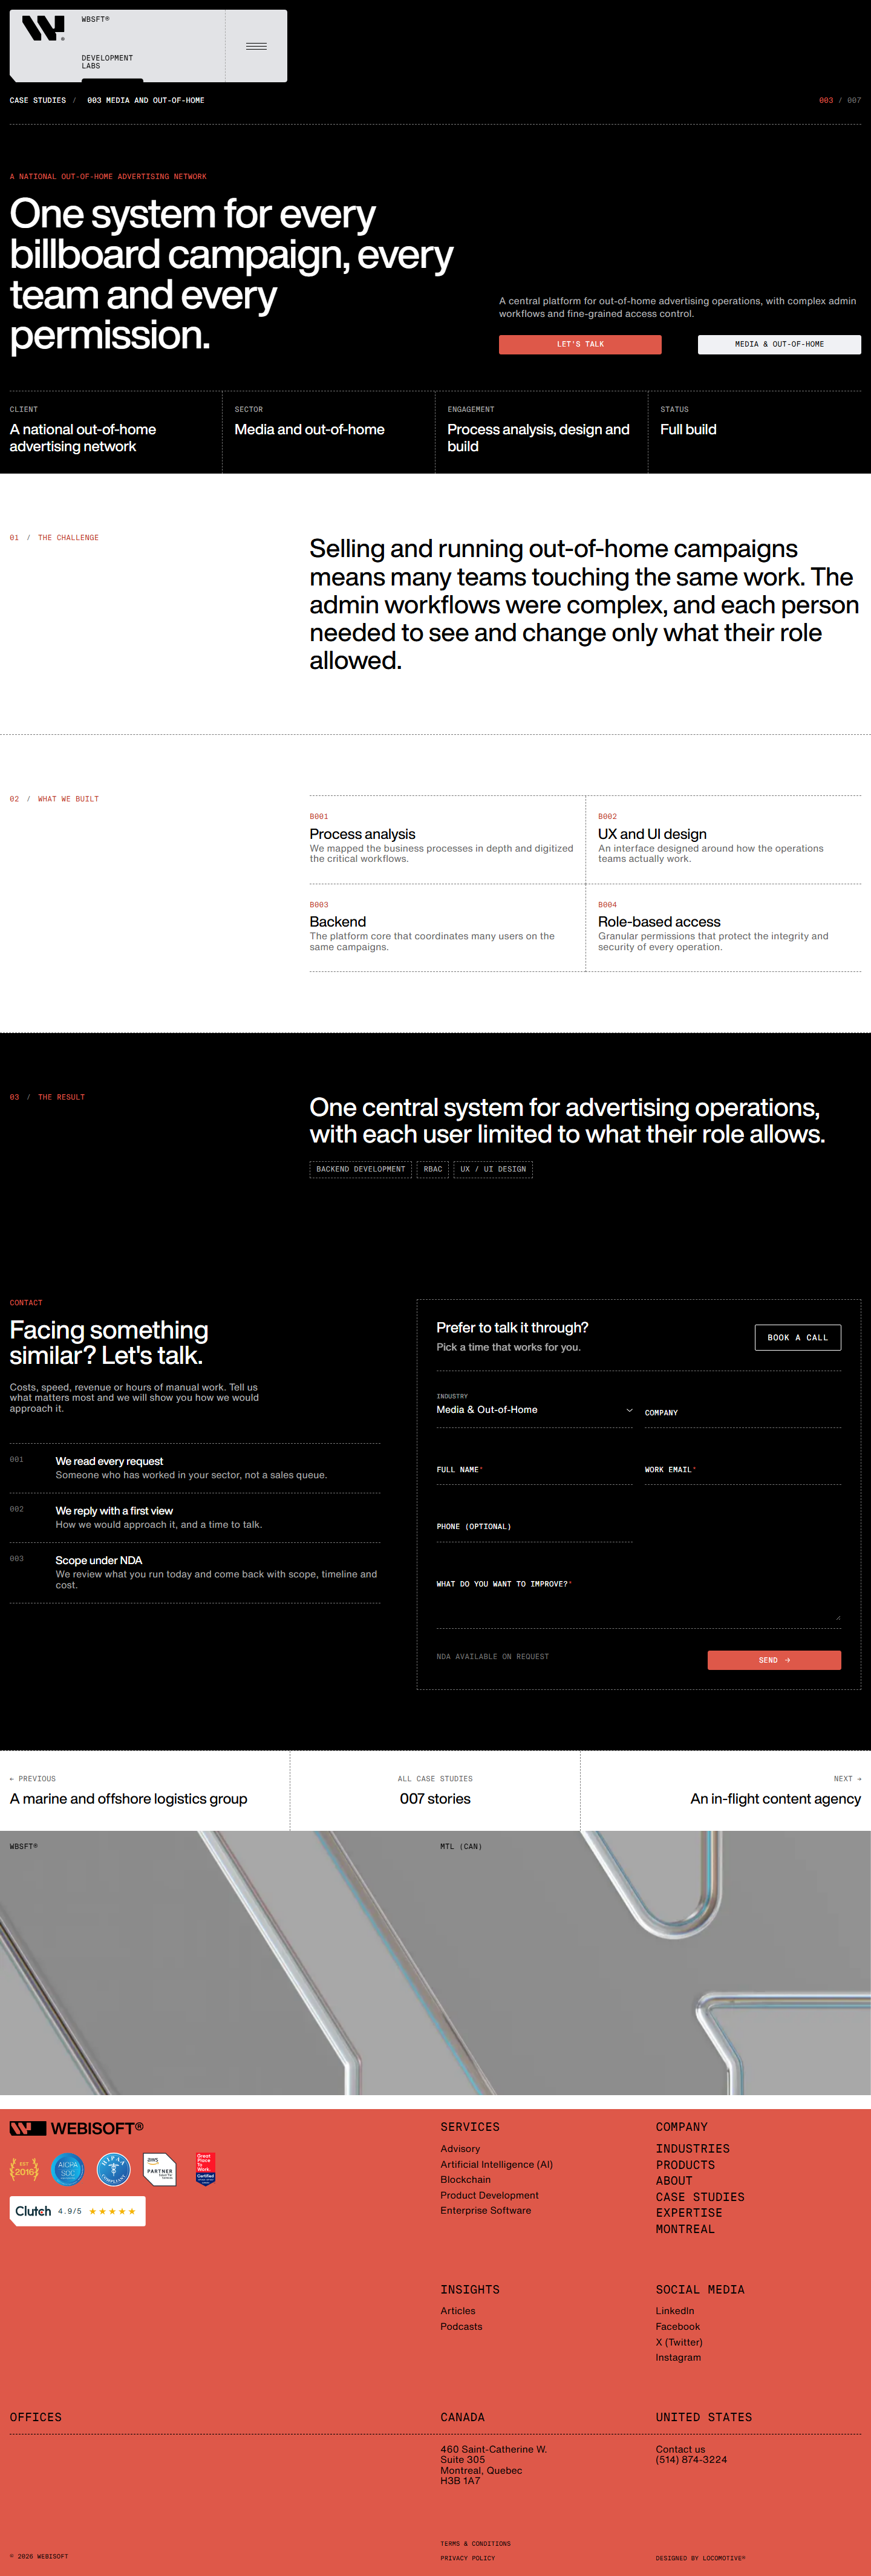 WBSFT®
DEVELOPMENT
LABS
CASE STUDIES / 003 MEDIA AND OUT-OF-HOME
003 / 007
A NATIONAL OUT-OF-HOME ADVERTISING NETWORK
One system for every
billboard campaign, every
team and every
permission.
A central platform for out-of-home advertising operations, with complex admin
workflows and fine-grained access control.
LET'S TALK
MEDIA & OUT-OF-HOME
CLIENT
A national out-of-home
advertising network
SECTOR
Media and out-of-home
ENGAGEMENT
Process analysis, design and
build
STATUS
Full build
01 / THE CHALLENGE
Selling and running out-of-home campaigns
means many teams touching the same work. The
admin workflows were complex, and each person
needed to see and change only what their role
allowed.
02 / WHAT WE BUILT
B001
Process analysis
We mapped the business processes in depth and digitized
the critical workflows.
B002
UX and UI design
An interface designed around how the operations
teams actually work.
B003
Backend
The platform core that coordinates many users on the
same campaigns.
B004
Role-based access
Granular permissions that protect the integrity and
security of every operation.
03 / THE RESULT
One central system for advertising operations,
with each user limited to what their role allows.
BACKEND DEVELOPMENT
RBAC
UX / UI DESIGN
CONTACT
Facing something
similar? Let's talk.
Costs, speed, revenue or hours of manual work. Tell us
what matters most and we will show you how we would
approach it.
001
We read every request
Someone who has worked in your sector, not a sales queue.
002
We reply with a first view
How we would approach it, and a time to talk.
003
Scope under NDA
We review what you run today and come back with scope, timeline and
cost.
Prefer to talk it through?
Pick a time that works for you.
BOOK A CALL
INDUSTRY
Media & Out-of-Home
COMPANY
FULL NAME*
WORK EMAIL*
PHONE (OPTIONAL)
WHAT DO YOU WANT TO IMPROVE?*
NDA AVAILABLE ON REQUEST
SEND →
← PREVIOUS
A marine and offshore logistics group
ALL CASE STUDIES
007 stories
NEXT →
An in-flight content agency
WBSFT®
MTL (CAN)
WEBISOFT®
EST
2016
AICPA
SOC
HIPAA
COMPLIANT
aws
PARTNER
Great
Place
To
Work.
Certified
Clutch 4.9/5 ★★★★★
SERVICES
Advisory
Artificial Intelligence (AI)
Blockchain
Product Development
Enterprise Software
COMPANY
INDUSTRIES
PRODUCTS
ABOUT
CASE STUDIES
EXPERTISE
MONTREAL
INSIGHTS
Articles
Podcasts
SOCIAL MEDIA
LinkedIn
Facebook
X (Twitter)
Instagram
OFFICES
CANADA
460 Saint-Catherine W.
Suite 305
Montreal, Quebec
H3B 1A7
UNITED STATES
Contact us
(514) 874-3224
© 2026 WEBISOFT
TERMS & CONDITIONS
PRIVACY POLICY
DESIGNED BY LOCOMOTIVE®